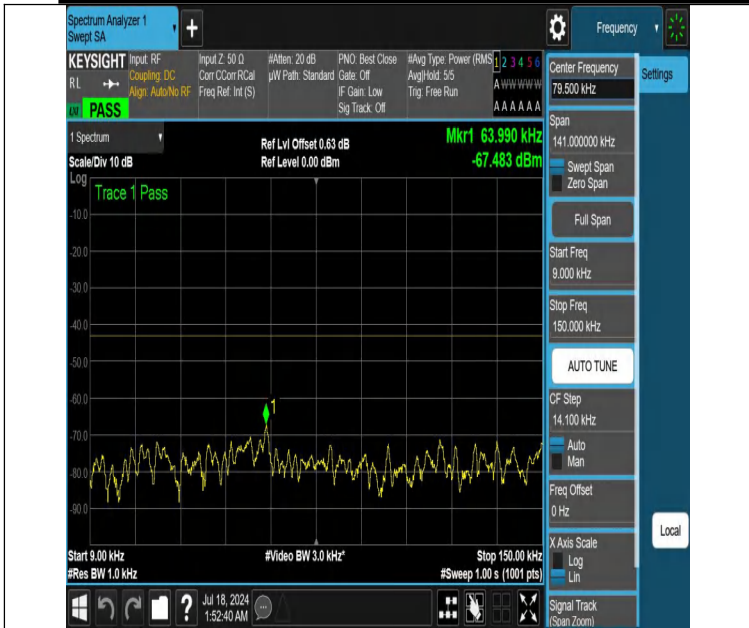 Spectrum Analyzer 1
Swept SA
+
Frequency
KEYSIGHT
RL
PASS
Input: RF
Coupling: DC
Align: Auto/No RF
Input Z: 50 Ω
Corr CCorr RCal
Freq Ref: Int (S)
#Atten: 20 dB
µW Path: Standard
PNO: Best Close
Gate: Off
IF Gain: Low
Sig Track: Off
#Avg Type: Power (RMS
Avg|Hold: 5/5
Trig: Free Run
1 2 3 4 5 6
A W W W W W
A A A A A A
1 Spectrum
Scale/Div 10 dB
Ref Lvl Offset 0.63 dB
Ref Level 0.00 dBm
Mkr1 63.990 kHz
-67.483 dBm
Log
Trace 1 Pass
-10.0
-20.0
-30.0
-40.0
-50.0
-60.0
-70.0
-80.0
-90.0
1
Start 9.00 kHz
#Res BW 1.0 kHz
#Video BW 3.0 kHz*
Stop 150.00 kHz
#Sweep 1.00 s (1001 pts)
Center Frequency
79.500 kHz
Settings
Span
141.000000 kHz
Swept Span
Zero Span
Full Span
Start Freq
9.000 kHz
Stop Freq
150.000 kHz
AUTO TUNE
CF Step
14.100 kHz
Auto
Man
Freq Offset
0 Hz
Local
X Axis Scale
Log
Lin
Signal Track
(Span Zoom)
?
Jul 18, 2024
1:52:40 AM